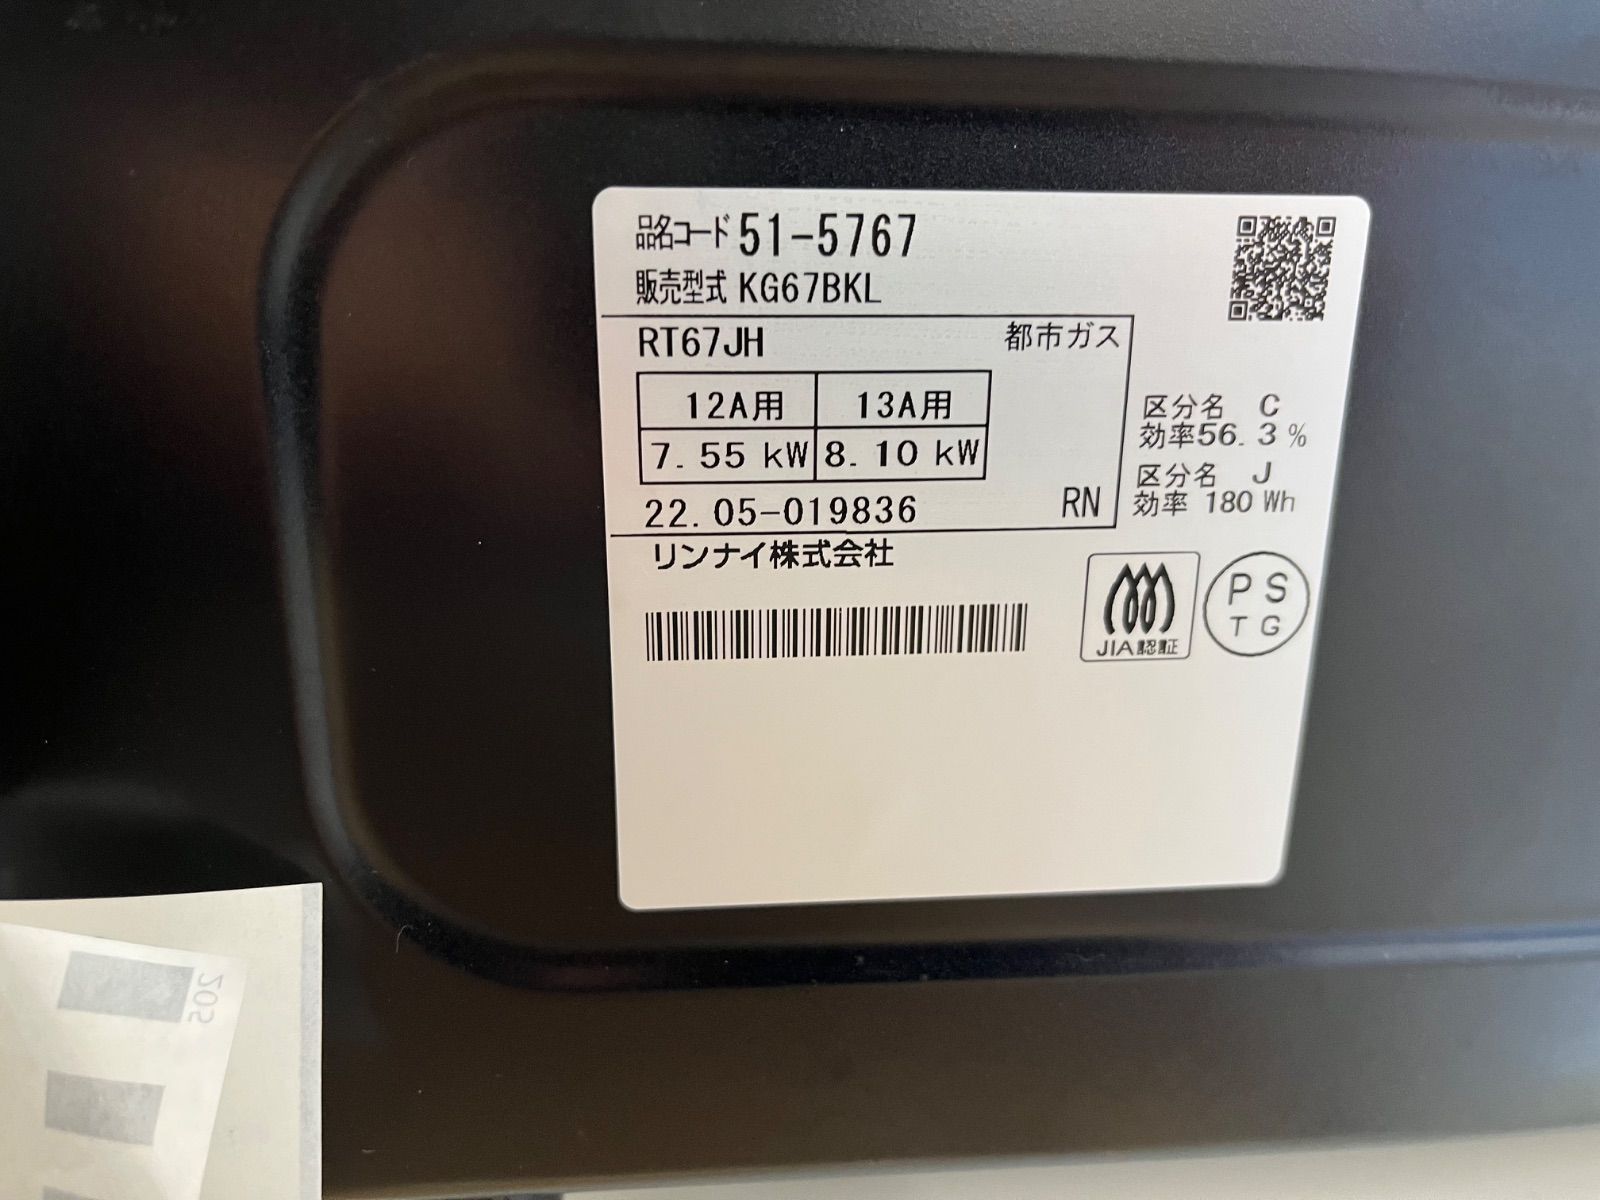 品名コード 51-5767
販売型式 KG67BKL
RT67JH 都市ガス
12A用 13A用
7.55 kW 8.10 kW
22.05-019836 RN
リンナイ株式会社
区分名 C
効率56.3%
区分名 J
効率 180 Wh
JIA認証
PS
TG
205